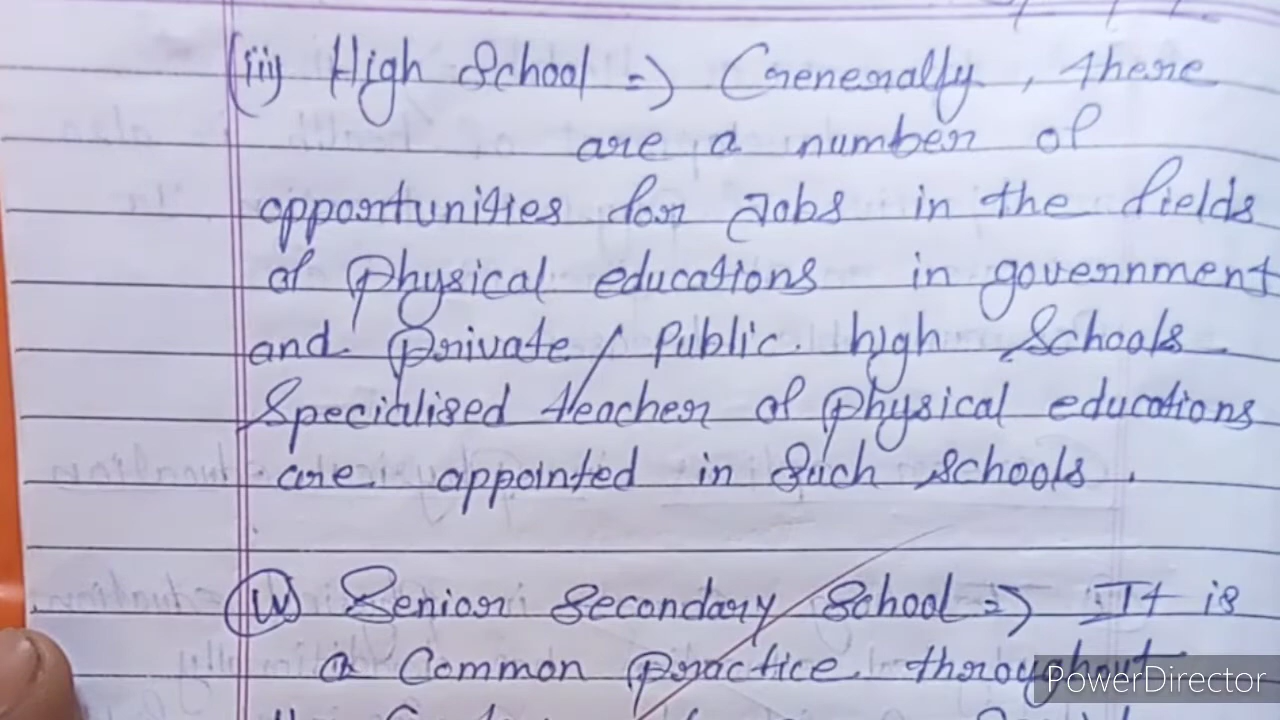 (iii) High School => Generally, there
are a number of
opportunities for Jobs in the fields
of Physical educations in government
and Private / Public. high Schools.
Specialised teacher of Physical educations
are appointed in Such Schools.
(iv) Senior Secondary School => It is
a Common Practice throughout
PowerDirector